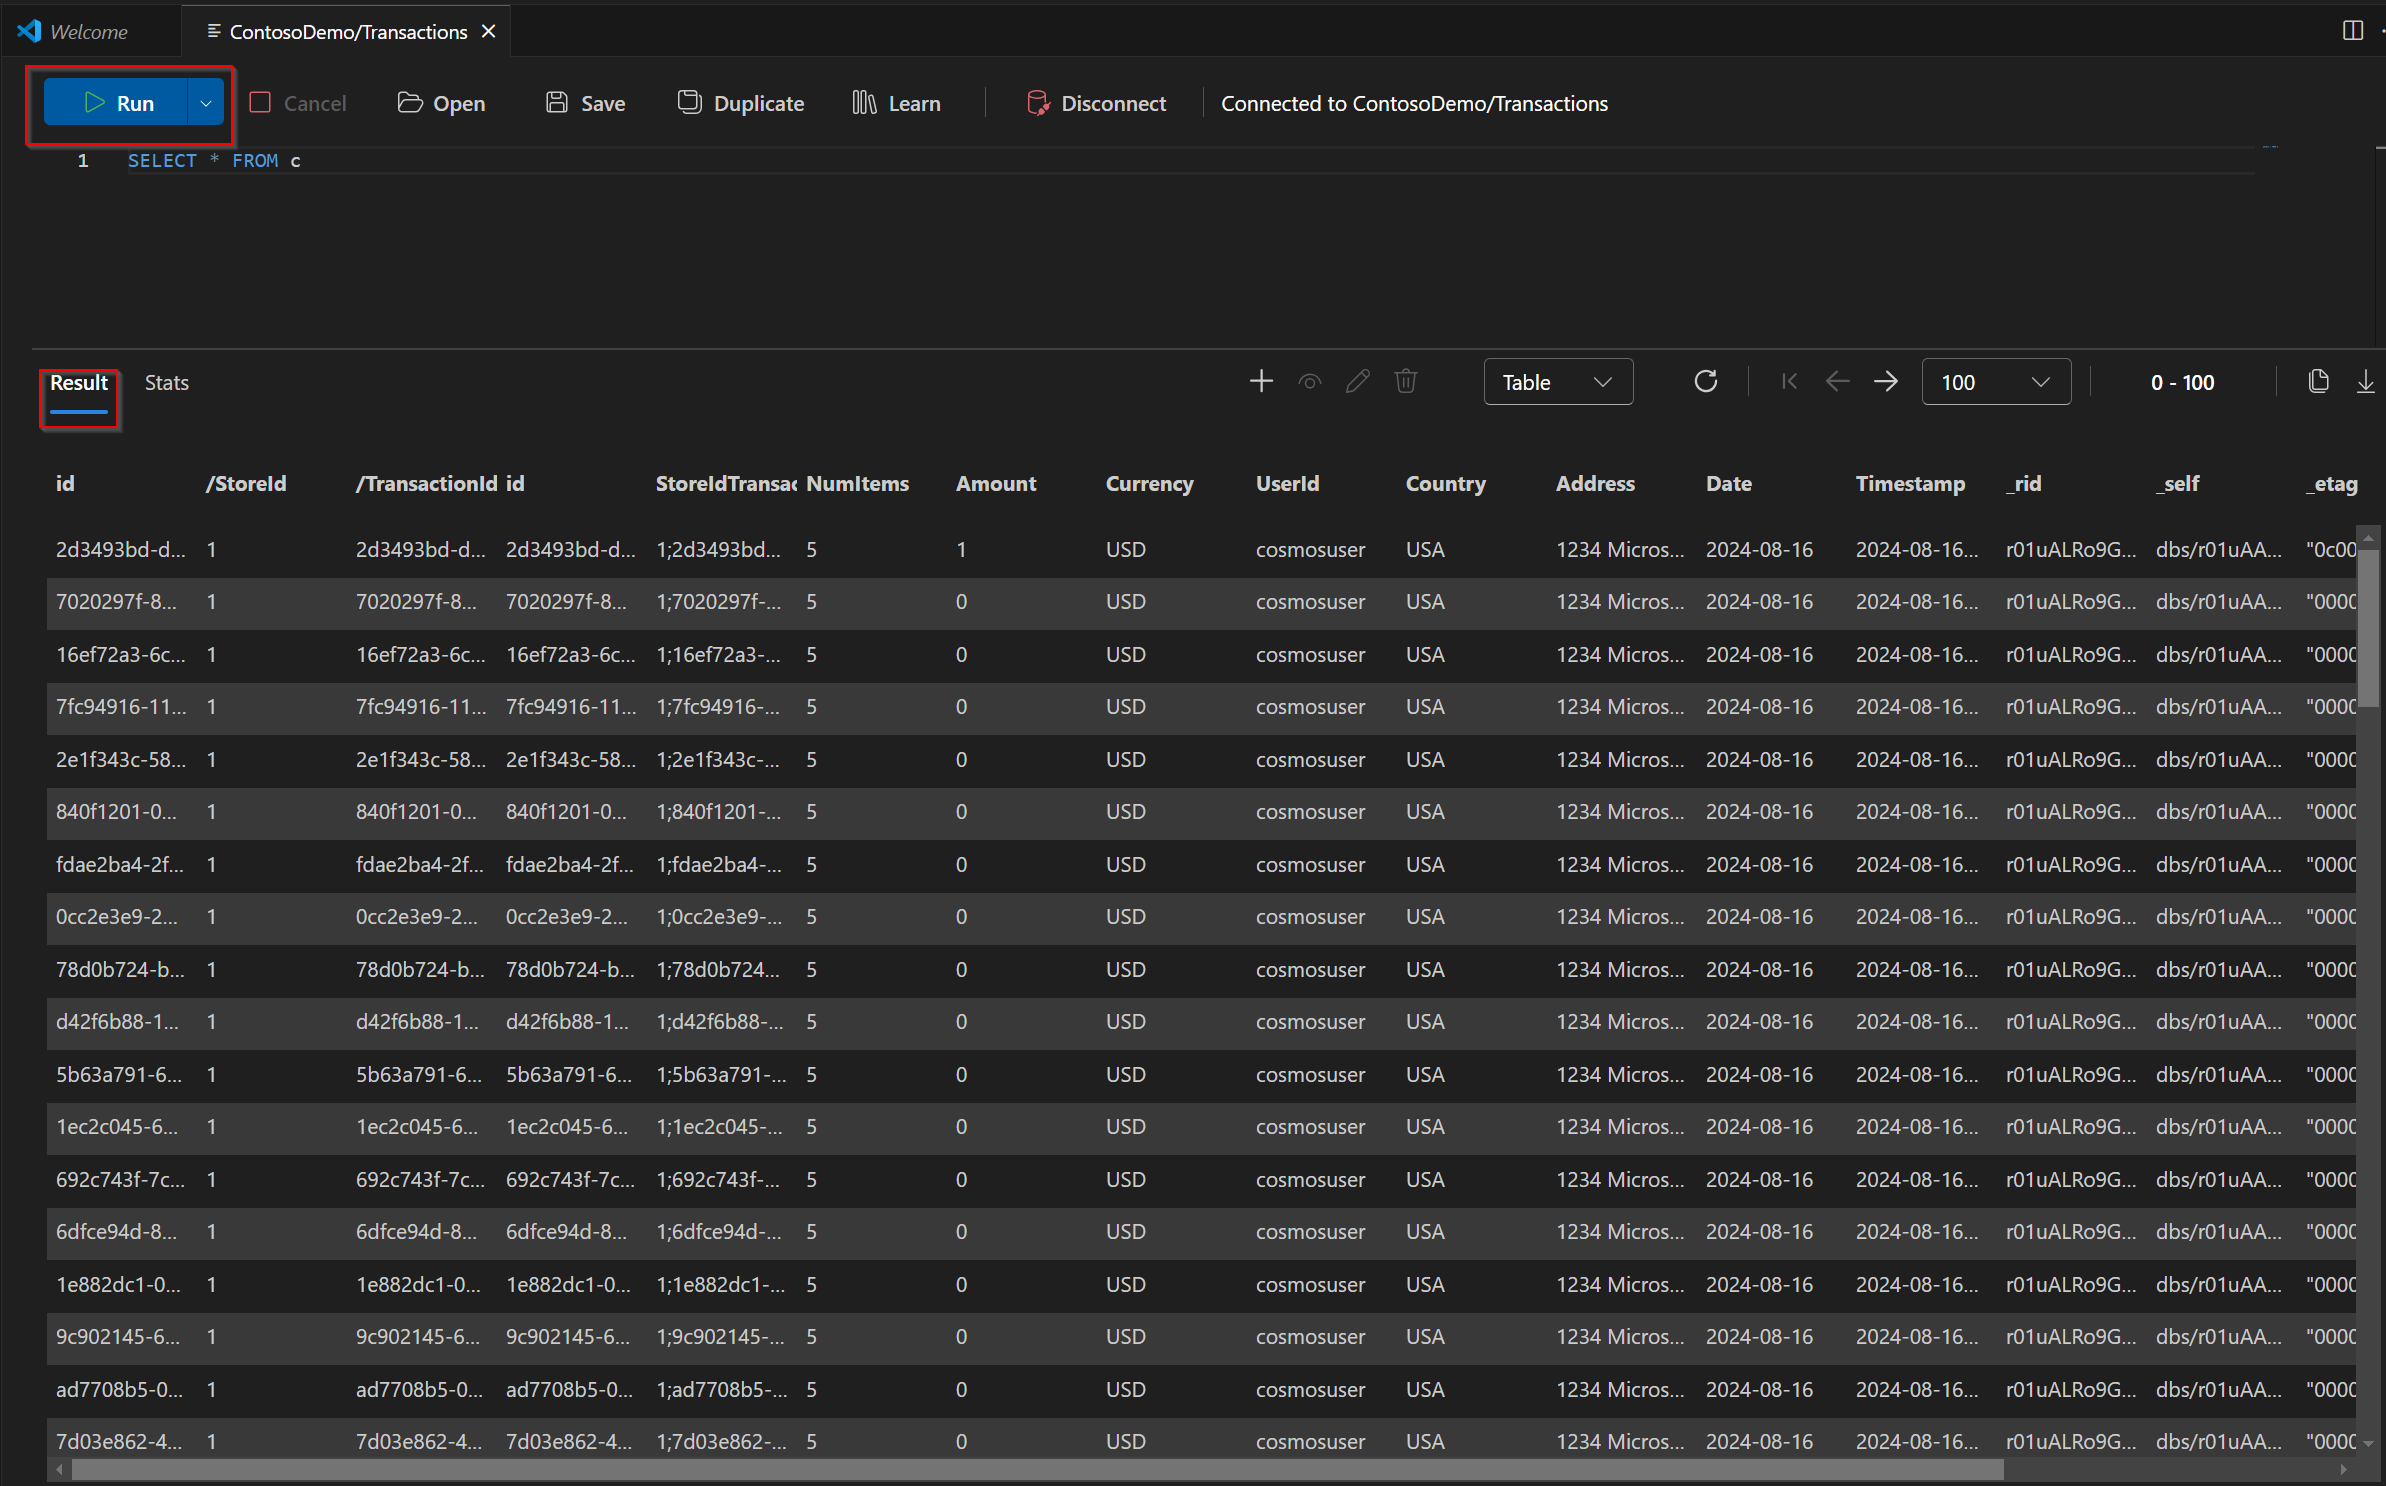 Welcome ContosoDemo/Transactions
Run Cancel Open Save Duplicate Learn Disconnect Connected to ContosoDemo/Transactions
1 SELECT * FROM c
Result Stats Table 100 0 - 100
id /StoreId /TransactionId id StoreIdTransac NumItems Amount Currency UserId Country Address Date Timestamp _rid _self _etag
2d3493bd-d... 1 2d3493bd-d... 2d3493bd-d... 1;2d3493bd... 5 1 USD cosmosuser USA 1234 Micros... 2024-08-16 2024-08-16... r01uALRo9G... dbs/r01uAA... "0c00
7020297f-8... 1 7020297f-8... 7020297f-8... 1;7020297f-... 5 0 USD cosmosuser USA 1234 Micros... 2024-08-16 2024-08-16... r01uALRo9G... dbs/r01uAA... "0000
16ef72a3-6c... 1 16ef72a3-6c... 16ef72a3-6c... 1;16ef72a3-... 5 0 USD cosmosuser USA 1234 Micros... 2024-08-16 2024-08-16... r01uALRo9G... dbs/r01uAA... "0000
7fc94916-11... 1 7fc94916-11... 7fc94916-11... 1;7fc94916-... 5 0 USD cosmosuser USA 1234 Micros... 2024-08-16 2024-08-16... r01uALRo9G... dbs/r01uAA... "0000
2e1f343c-58... 1 2e1f343c-58... 2e1f343c-58... 1;2e1f343c-... 5 0 USD cosmosuser USA 1234 Micros... 2024-08-16 2024-08-16... r01uALRo9G... dbs/r01uAA... "0000
840f1201-0... 1 840f1201-0... 840f1201-0... 1;840f1201-... 5 0 USD cosmosuser USA 1234 Micros... 2024-08-16 2024-08-16... r01uALRo9G... dbs/r01uAA... "0000
fdae2ba4-2f... 1 fdae2ba4-2f... fdae2ba4-2f... 1;fdae2ba4-... 5 0 USD cosmosuser USA 1234 Micros... 2024-08-16 2024-08-16... r01uALRo9G... dbs/r01uAA... "0000
0cc2e3e9-2... 1 0cc2e3e9-2... 0cc2e3e9-2... 1;0cc2e3e9-... 5 0 USD cosmosuser USA 1234 Micros... 2024-08-16 2024-08-16... r01uALRo9G... dbs/r01uAA... "0000
78d0b724-b... 1 78d0b724-b... 78d0b724-b... 1;78d0b724... 5 0 USD cosmosuser USA 1234 Micros... 2024-08-16 2024-08-16... r01uALRo9G... dbs/r01uAA... "0000
d42f6b88-1... 1 d42f6b88-1... d42f6b88-1... 1;d42f6b88-... 5 0 USD cosmosuser USA 1234 Micros... 2024-08-16 2024-08-16... r01uALRo9G... dbs/r01uAA... "0000
5b63a791-6... 1 5b63a791-6... 5b63a791-6... 1;5b63a791-... 5 0 USD cosmosuser USA 1234 Micros... 2024-08-16 2024-08-16... r01uALRo9G... dbs/r01uAA... "0000
1ec2c045-6... 1 1ec2c045-6... 1ec2c045-6... 1;1ec2c045-... 5 0 USD cosmosuser USA 1234 Micros... 2024-08-16 2024-08-16... r01uALRo9G... dbs/r01uAA... "0000
692c743f-7c... 1 692c743f-7c... 692c743f-7c... 1;692c743f-... 5 0 USD cosmosuser USA 1234 Micros... 2024-08-16 2024-08-16... r01uALRo9G... dbs/r01uAA... "0000
6dfce94d-8... 1 6dfce94d-8... 6dfce94d-8... 1;6dfce94d-... 5 0 USD cosmosuser USA 1234 Micros... 2024-08-16 2024-08-16... r01uALRo9G... dbs/r01uAA... "0000
1e882dc1-0... 1 1e882dc1-0... 1e882dc1-0... 1;1e882dc1-... 5 0 USD cosmosuser USA 1234 Micros... 2024-08-16 2024-08-16... r01uALRo9G... dbs/r01uAA... "0000
9c902145-6... 1 9c902145-6... 9c902145-6... 1;9c902145-... 5 0 USD cosmosuser USA 1234 Micros... 2024-08-16 2024-08-16... r01uALRo9G... dbs/r01uAA... "0000
ad7708b5-0... 1 ad7708b5-0... ad7708b5-0... 1;ad7708b5-... 5 0 USD cosmosuser USA 1234 Micros... 2024-08-16 2024-08-16... r01uALRo9G... dbs/r01uAA... "0000
7d03e862-4... 1 7d03e862-4... 7d03e862-4... 1;7d03e862-... 5 0 USD cosmosuser USA 1234 Micros... 2024-08-16 2024-08-16... r01uALRo9G... dbs/r01uAA... "0000